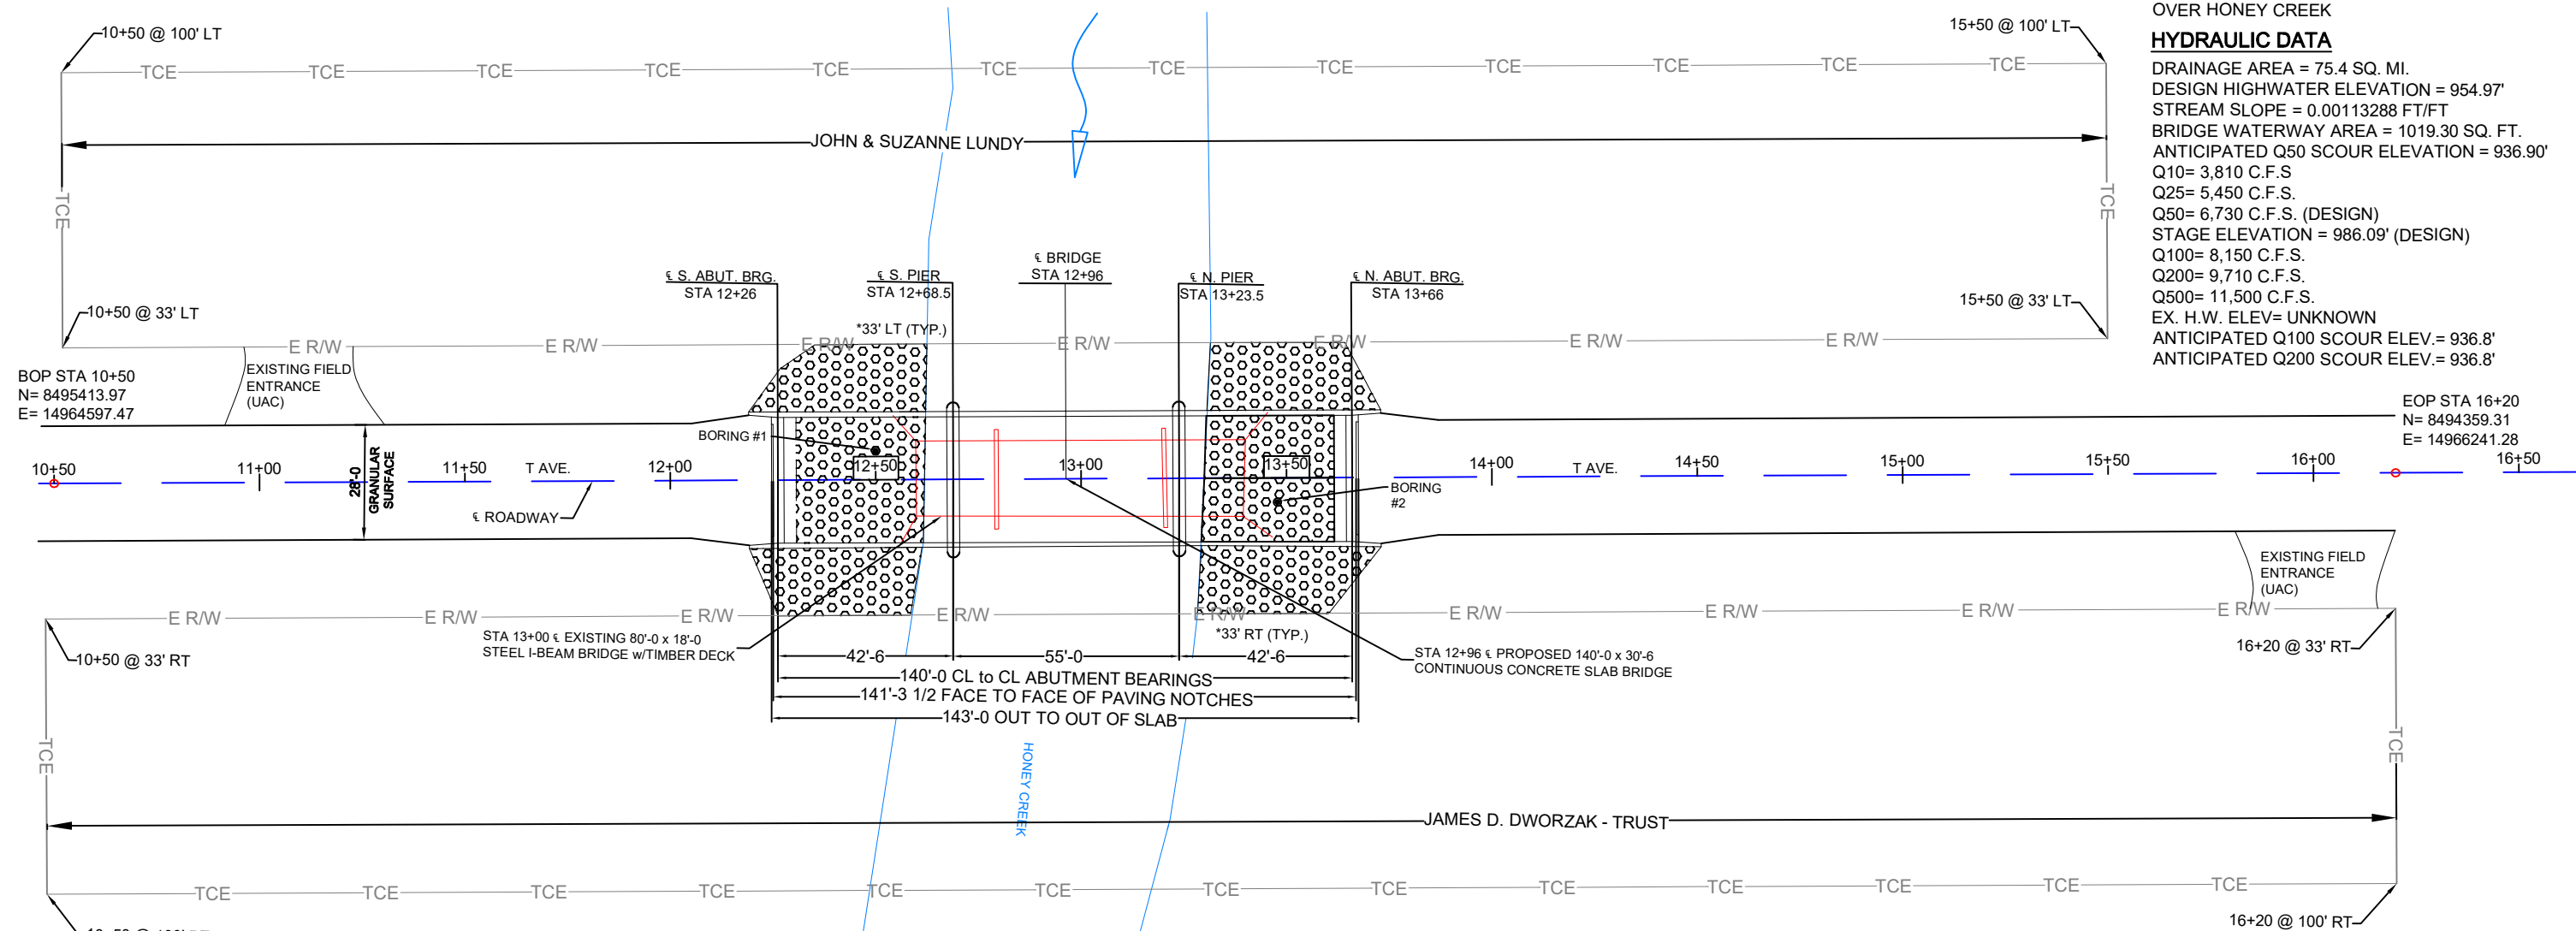 OVER HONEY CREEK
HYDRAULIC DATA
DRAINAGE AREA = 75.4 SQ. MI.
DESIGN HIGHWATER ELEVATION = 954.97'
STREAM SLOPE = 0.00113288 FT/FT
BRIDGE WATERWAY AREA = 1019.30 SQ. FT.
ANTICIPATED Q50 SCOUR ELEVATION = 936.90'
Q10= 3,810 C.F.S
Q25= 5,450 C.F.S.
Q50= 6,730 C.F.S. (DESIGN)
STAGE ELEVATION = 986.09' (DESIGN)
Q100= 8,150 C.F.S.
Q200= 9,710 C.F.S.
Q500= 11,500 C.F.S.
EX. H.W. ELEV= UNKNOWN
ANTICIPATED Q100 SCOUR ELEV.= 936.8'
ANTICIPATED Q200 SCOUR ELEV.= 936.8'
10+50 @ 100' LT
15+50 @ 100' LT
TCE TCE TCE TCE TCE TCE TCE TCE TCE TCE TCE TCE
JOHN & SUZANNE LUNDY
TCE
TCE
℄ S. ABUT. BRG.
STA 12+26
℄ S. PIER
STA 12+68.5
℄ BRIDGE
STA 12+96
℄ N. PIER
STA 13+23.5
℄ N. ABUT. BRG.
STA 13+66
10+50 @ 33' LT
15+50 @ 33' LT
*33' LT (TYP.)
E R/W E R/W E R/W E R/W E R/W E R/W E R/W
BOP STA 10+50
N= 8495413.97
E= 14964597.47
EXISTING FIELD
ENTRANCE
(UAC)
EOP STA 16+20
N= 8494359.31
E= 14966241.28
BORING #1
10+50 11+00 11+50 T AVE. 12+00 12+50 13+00 13+50 14+00 T AVE. 14+50 15+00 15+50 16+00 16+50
28'-0
GRANULAR
SURFACE
℄ ROADWAY
BORING
#2
EXISTING FIELD
ENTRANCE
(UAC)
E R/W E R/W E R/W E R/W E R/W E R/W E R/W E R/W E R/W
*33' RT (TYP.)
10+50 @ 33' RT
16+20 @ 33' RT
STA 13+00 ℄ EXISTING 80'-0 x 18'-0
STEEL I-BEAM BRIDGE w/TIMBER DECK
STA 12+96 ℄ PROPOSED 140'-0 x 30'-6
CONTINUOUS CONCRETE SLAB BRIDGE
42'-6 55'-0 42'-6
140'-0 CL to CL ABUTMENT BEARINGS
141'-3 1/2 FACE TO FACE OF PAVING NOTCHES
143'-0 OUT TO OUT OF SLAB
HONEY CREEK
TCE
TCE
JAMES D. DWORZAK - TRUST
TCE TCE TCE TCE TCE TCE TCE TCE TCE TCE TCE TCE TCE
16+20 @ 100' RT